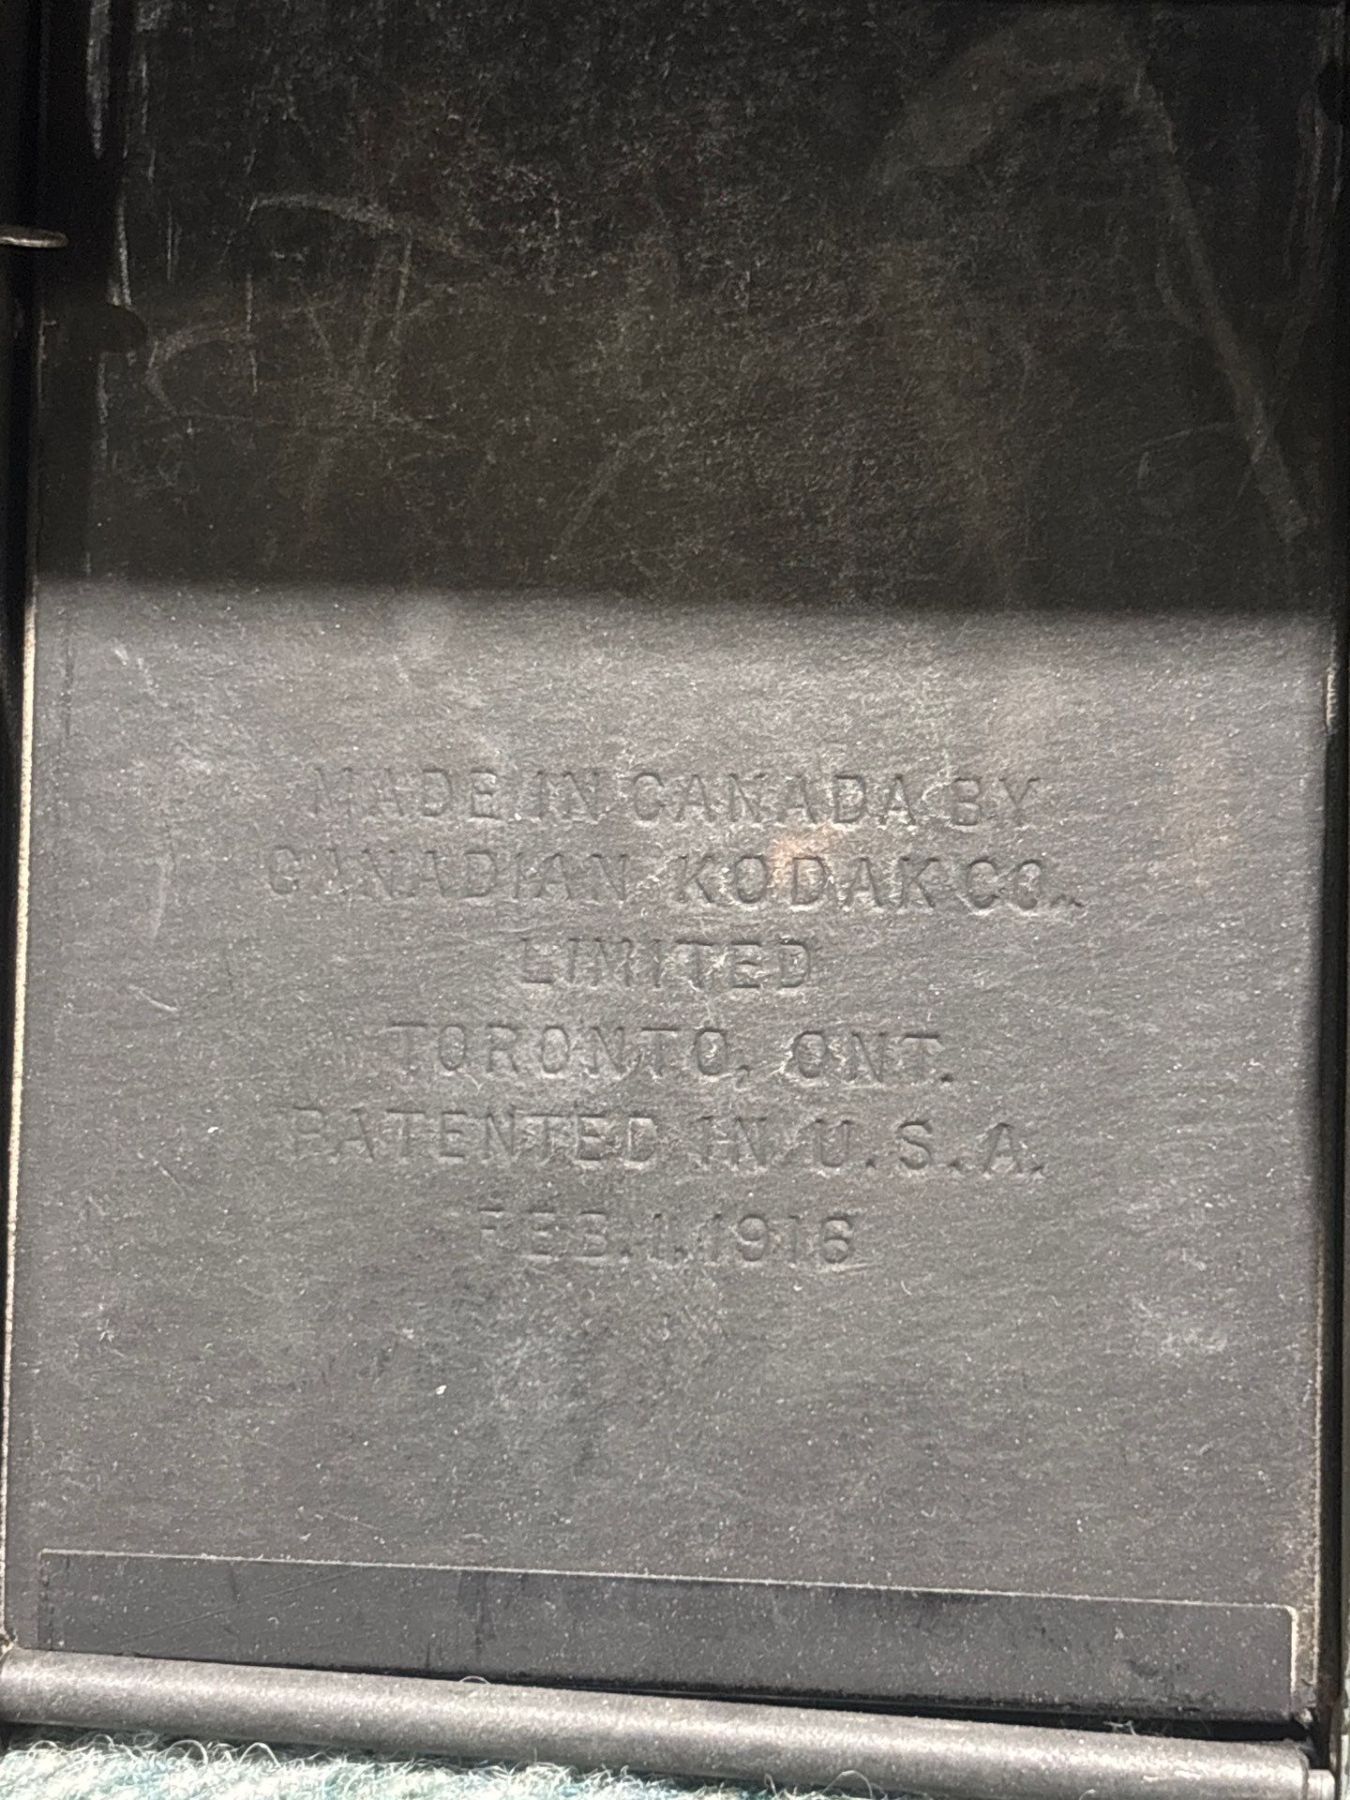 MADE IN CANADA BY
CANADIAN KODAK CO.,
LIMITED
TORONTO, ONT.
PATENTED IN U.S.A.
FEB.1.1916